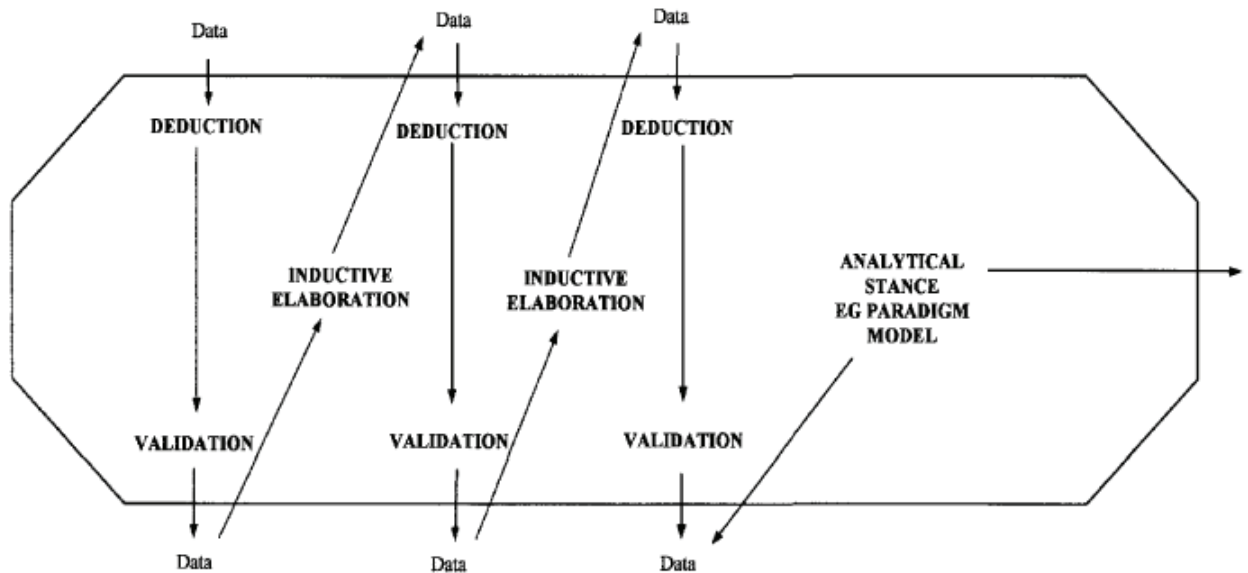 Data
Data
Data
DEDUCTION
DEDUCTION
DEDUCTION
INDUCTIVE
ELABORATION
INDUCTIVE
ELABORATION
ANALYTICAL
STANCE
EG PARADIGM
MODEL
VALIDATION
VALIDATION
VALIDATION
Data
Data
Data